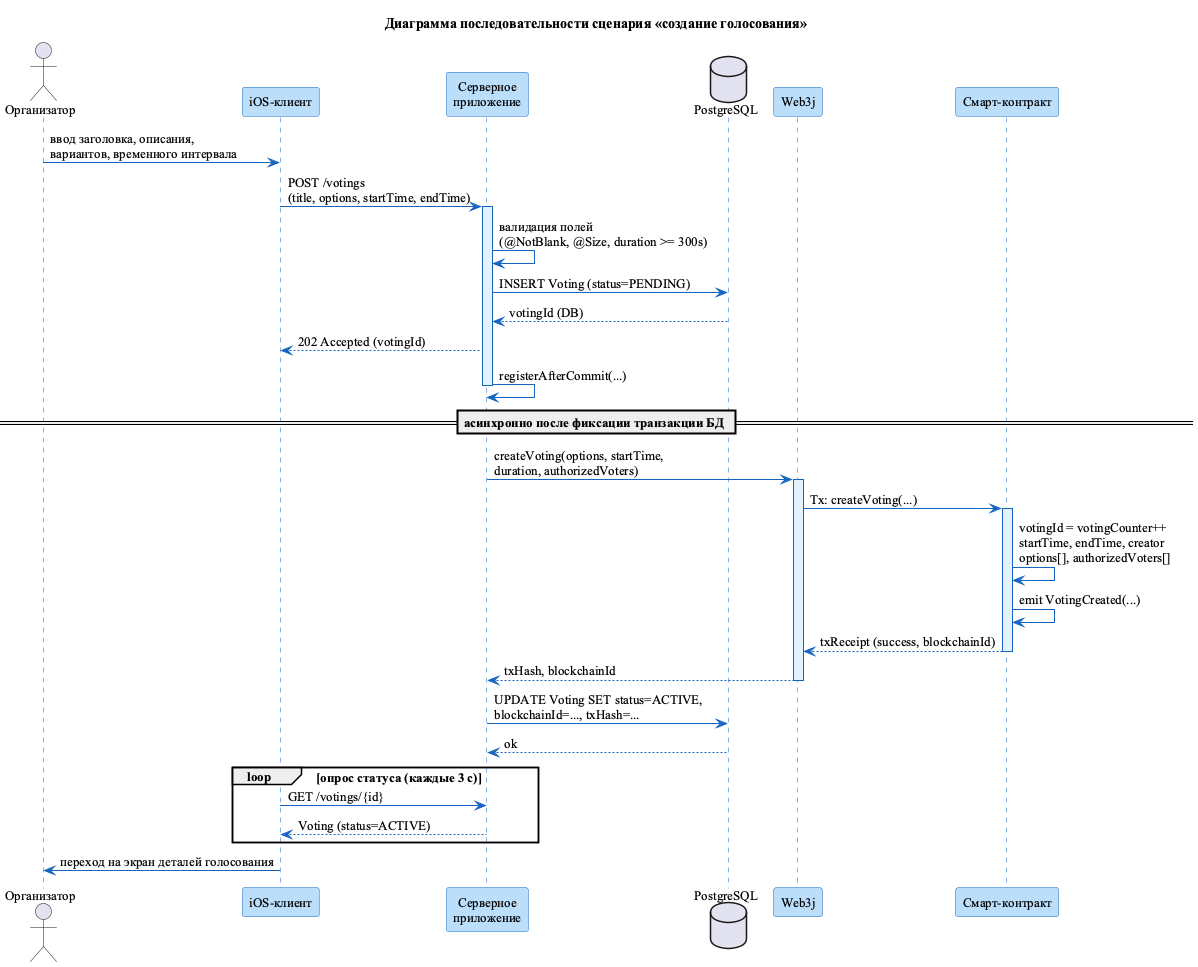 Диаграмма последовательности сценария «создание голосования»
Организатор
iOS-клиент
Серверное
приложение
PostgreSQL
Web3j
Смарт-контракт
ввод заголовка, описания,
вариантов, временного интервала
POST /votings
(title, options, startTime, endTime)
валидация полей
(@NotBlank, @Size, duration >= 300s)
INSERT Voting (status=PENDING)
votingId (DB)
202 Accepted (votingId)
registerAfterCommit(...)
асинхронно после фиксации транзакции БД
createVoting(options, startTime,
duration, authorizedVoters)
Tx: createVoting(...)
votingId = votingCounter++
startTime, endTime, creator
options[], authorizedVoters[]
emit VotingCreated(...)
txReceipt (success, blockchainId)
txHash, blockchainId
UPDATE Voting SET status=ACTIVE,
blockchainId=..., txHash=...
ok
loop
[опрос статуса (каждые 3 с)]
GET /votings/{id}
Voting (status=ACTIVE)
переход на экран деталей голосования
Организатор
iOS-клиент
Серверное
приложение
PostgreSQL
Web3j
Смарт-контракт